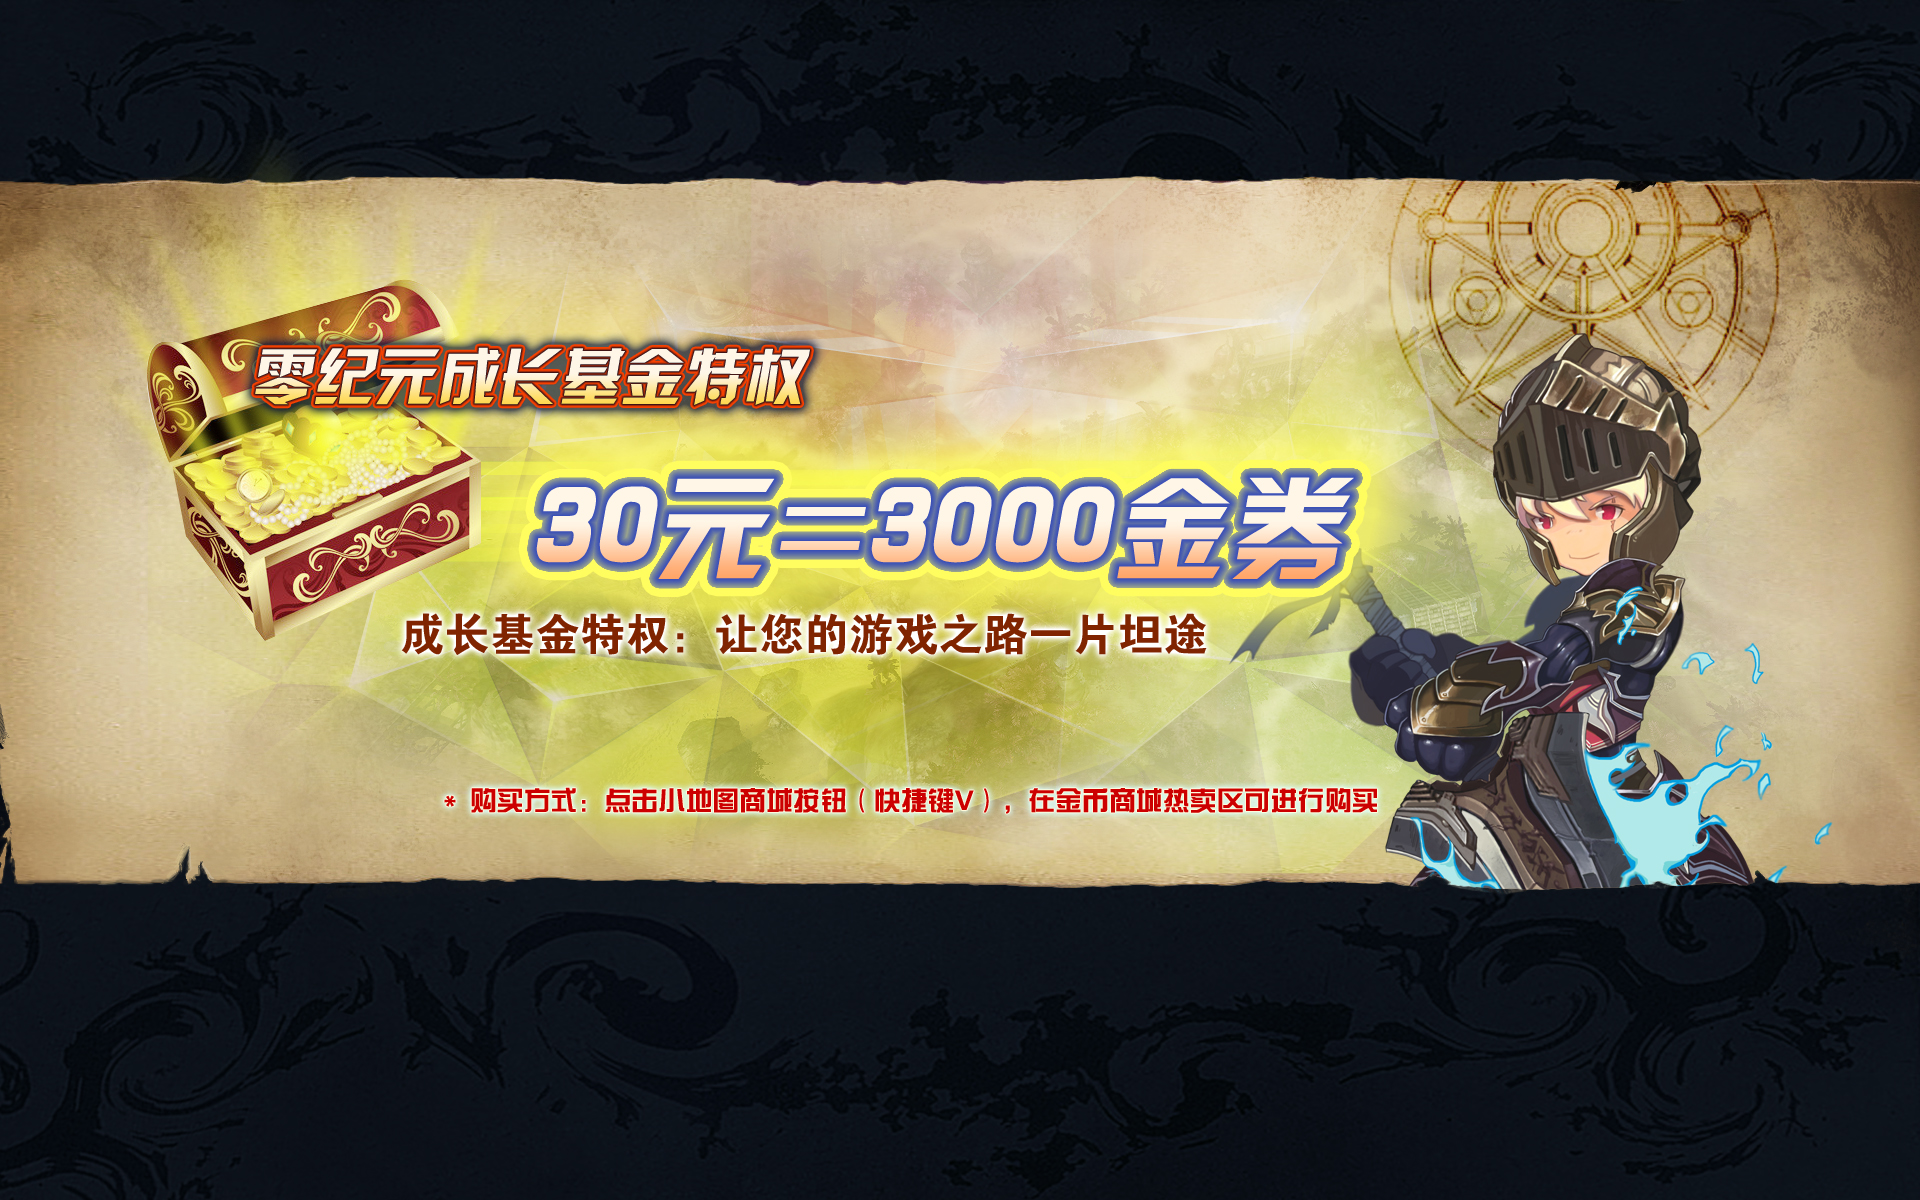 零纪元成长基金特权
30元=3000金券
成长基金特权：让您的游戏之路一片坦途
* 购买方式：点击小地图商城按钮（快捷键V），在金币商城热卖区可进行购买